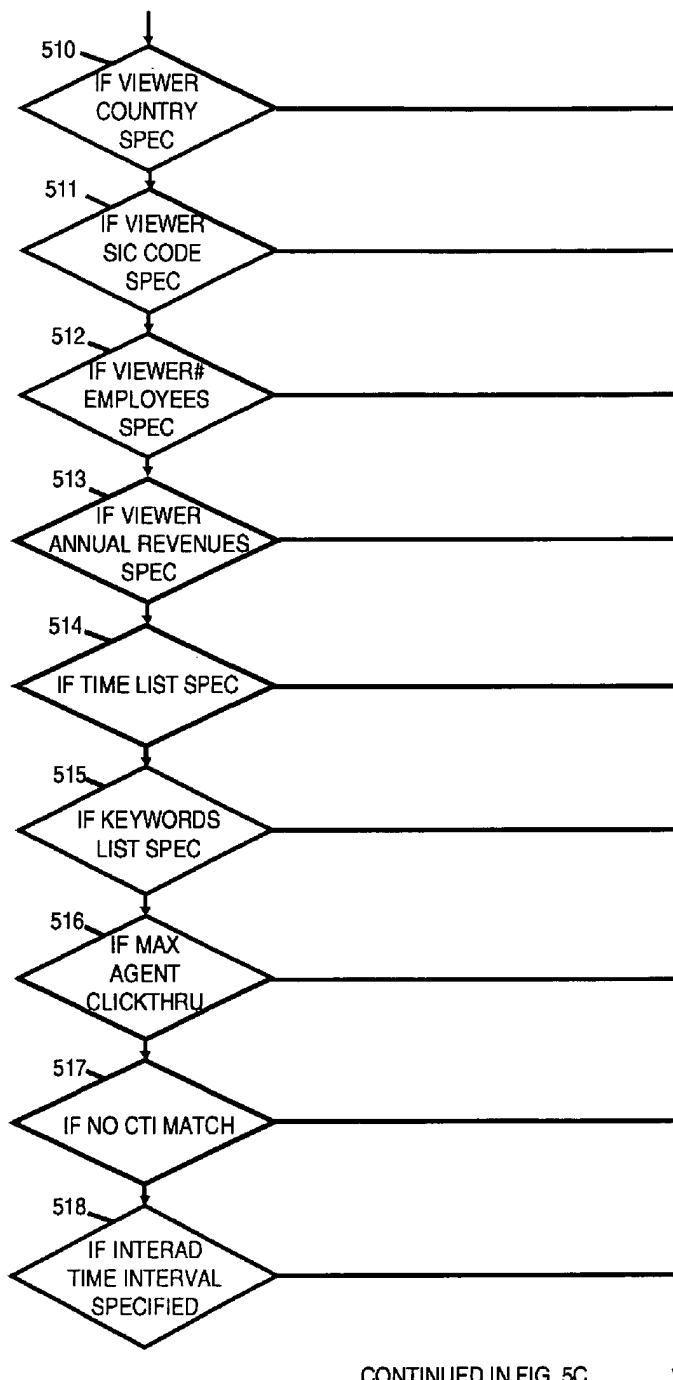 510
IF VIEWER
COUNTRY
SPEC
511
IF VIEWER
SIC CODE
SPEC
512
IF VIEWER#
EMPLOYEES
SPEC
513
IF VIEWER
ANNUAL REVENUES
SPEC
514
IF TIME LIST SPEC
515
IF KEYWORDS
LIST SPEC
516
IF MAX
AGENT
CLICKTHRU
517
IF NO CTI MATCH
518
IF INTERAD
TIME INTERVAL
SPECIFIED
CONTINUED IN FIG. 5C